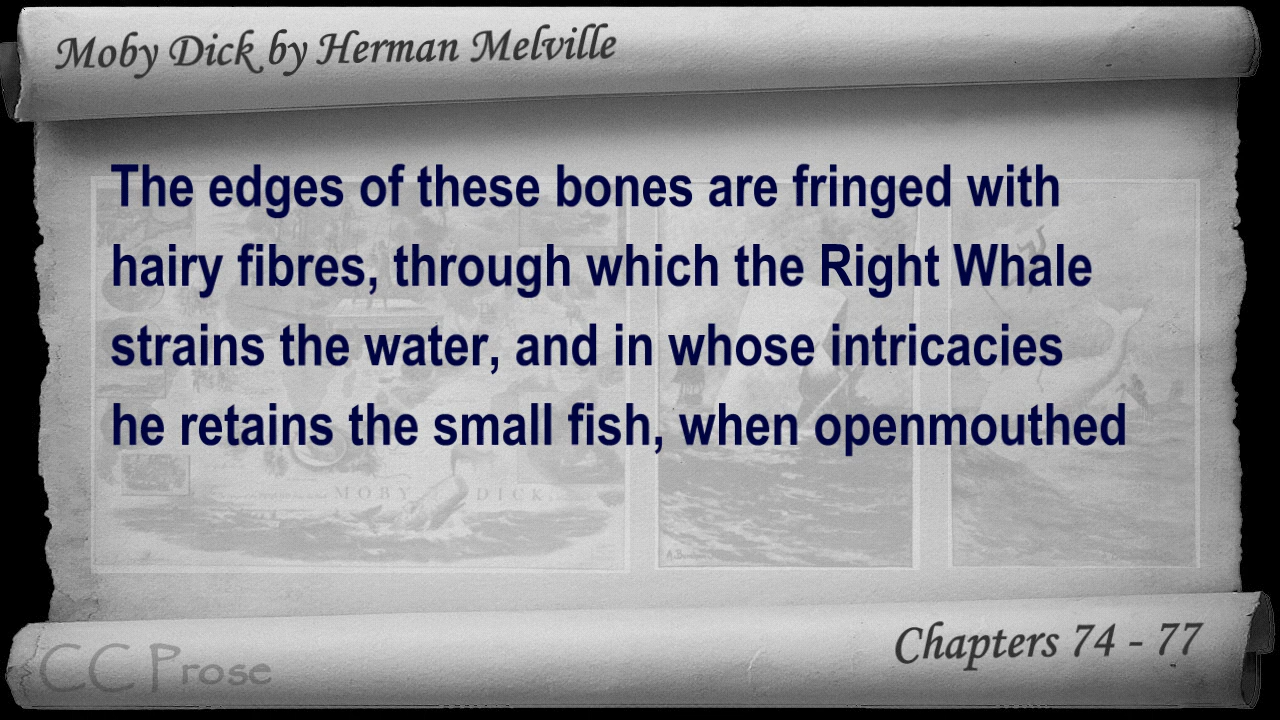 Moby Dick by Herman Melville
The edges of these bones are fringed with
hairy fibres, through which the Right Whale
strains the water, and in whose intricacies
he retains the small fish, when openmouthed
MOBY DICK
Chapters 74 - 77
CC Prose